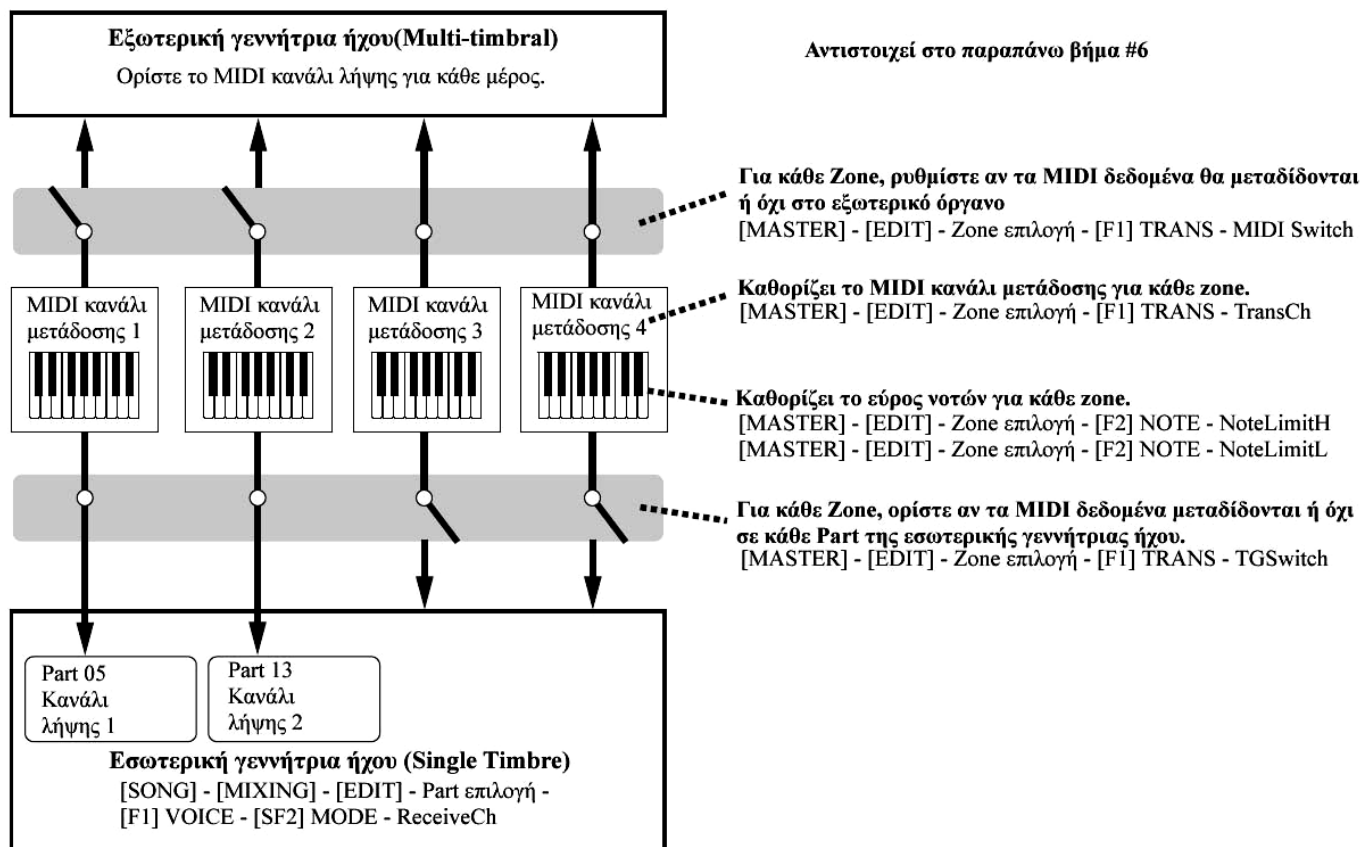 Εξωτερική γεννήτρια ήχου(Multi-timbral)
Ορίστε το MIDI κανάλι λήψης για κάθε μέρος.
Αντιστοιχεί στο παραπάνω βήμα #6
Για κάθε Zone, ρυθμίστε αν τα MIDI δεδομένα θα μεταδίδονται
ή όχι στο εξωτερικό όργανο
[MASTER] - [EDIT] - Zone επιλογή - [F1] TRANS - MIDI Switch
MIDI κανάλι
μετάδοσης 1
MIDI κανάλι
μετάδοσης 2
MIDI κανάλι
μετάδοσης 3
MIDI κανάλι
μετάδοσης 4
Καθορίζει το MIDI κανάλι μετάδοσης για κάθε zone.
[MASTER] - [EDIT] - Zone επιλογή - [F1] TRANS - TransCh
Καθορίζει το εύρος νοτών για κάθε zone.
[MASTER] - [EDIT] - Zone επιλογή - [F2] NOTE - NoteLimitH
[MASTER] - [EDIT] - Zone επιλογή - [F2] NOTE - NoteLimitL
Για κάθε Zone, ορίστε αν τα MIDI δεδομένα μεταδίδονται ή όχι
σε κάθε Part της εσωτερικής γεννήτριας ήχου.
[MASTER] - [EDIT] - Zone επιλογή - [F1] TRANS - TGSwitch
Part 05
Κανάλι
λήψης 1
Part 13
Κανάλι
λήψης 2
Εσωτερική γεννήτρια ήχου (Single Timbre)
[SONG] - [MIXING] - [EDIT] - Part επιλογή -
[F1] VOICE - [SF2] MODE - ReceiveCh